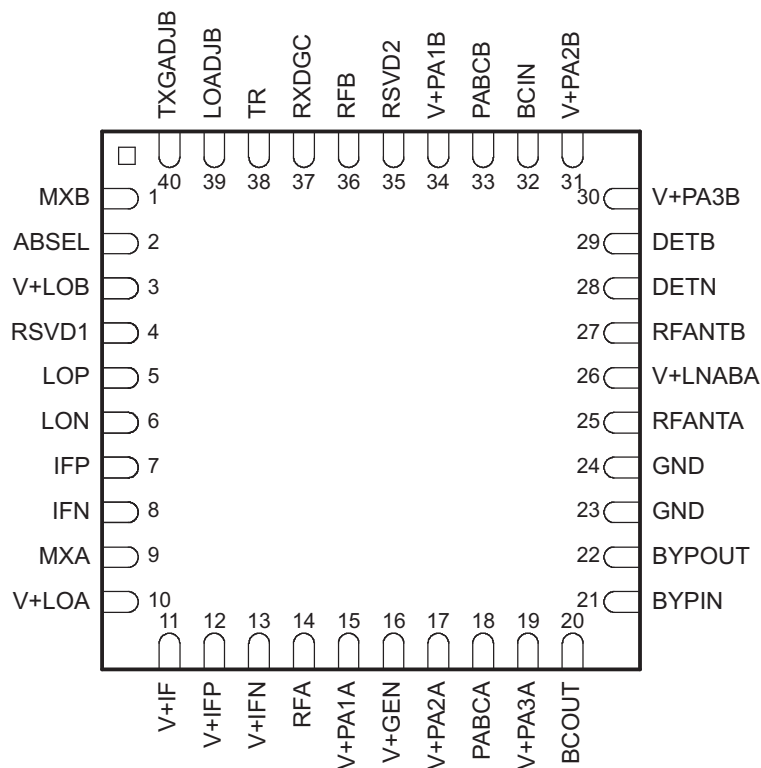 TXGADJB
LOADJB
TR
RXDGC
RFB
RSVD2
V+PA1B
PABCB
BCIN
V+PA2B
40 39 38 37 36 35 34 33 32 31
MXB 1
ABSEL 2
V+LOB 3
RSVD1 4
LOP 5
LON 6
IFP 7
IFN 8
MXA 9
V+LOA 10
30 V+PA3B
29 DETB
28 DETN
27 RFANTB
26 V+LNABA
25 RFANTA
24 GND
23 GND
22 BYPOUT
21 BYPIN
11 12 13 14 15 16 17 18 19 20
V+IF
V+IFP
V+IFN
RFA
V+PA1A
V+GEN
V+PA2A
PABCA
V+PA3A
BCOUT